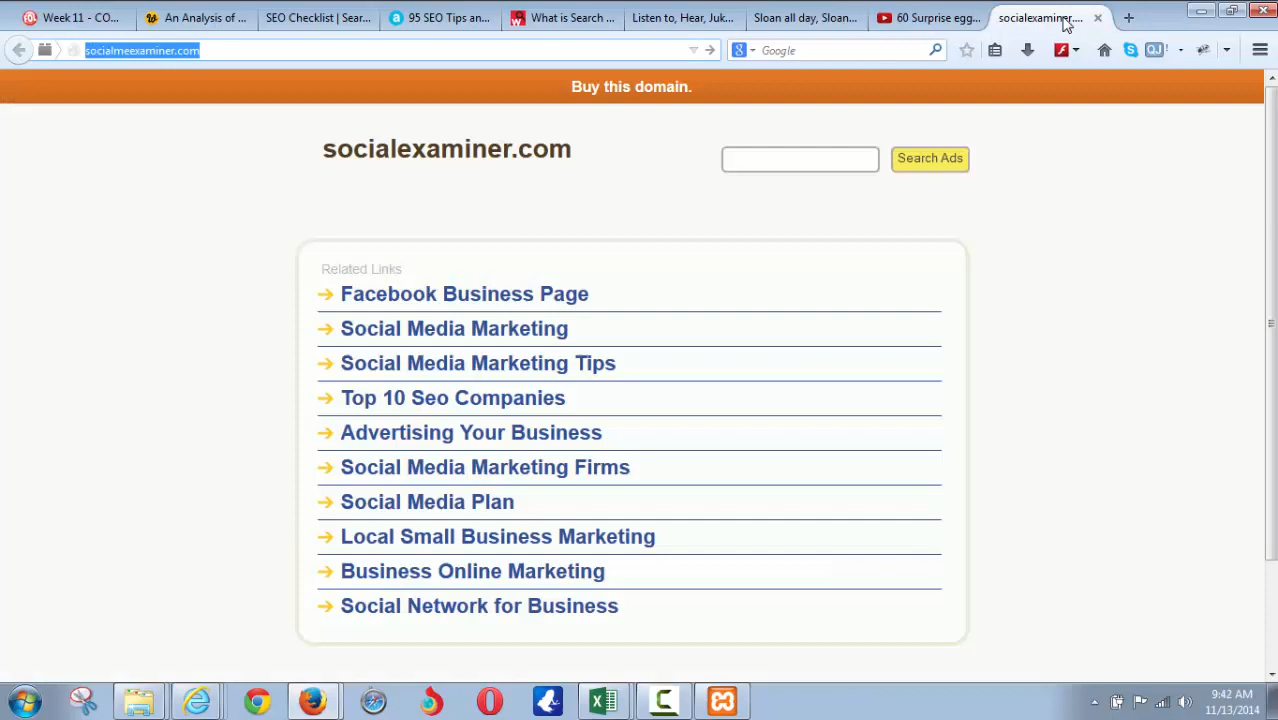 Week 11 - CO...
An Analysis of ...
SEO Checklist | Sear...
95 SEO Tips an...
What is Search ...
Listen to, Hear, Juk...
Sloan all day, Sloan...
60 Surprise egg...
socialexaminer....
socialmeexaminer.com
Google
Buy this domain.
socialexaminer.com
Search Ads
Related Links
Facebook Business Page
Social Media Marketing
Social Media Marketing Tips
Top 10 Seo Companies
Advertising Your Business
Social Media Marketing Firms
Social Media Plan
Local Small Business Marketing
Business Online Marketing
Social Network for Business
9:42 AM
11/13/2014